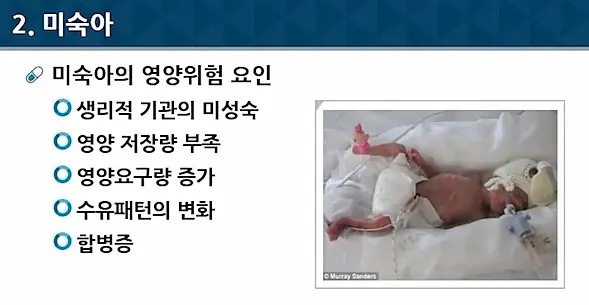 2. 미숙아
미숙아의 영양위험 요인
생리적 기관의 미성숙
영양 저장량 부족
영양요구량 증가
수유패턴의 변화
합병증
© Murray Sanders